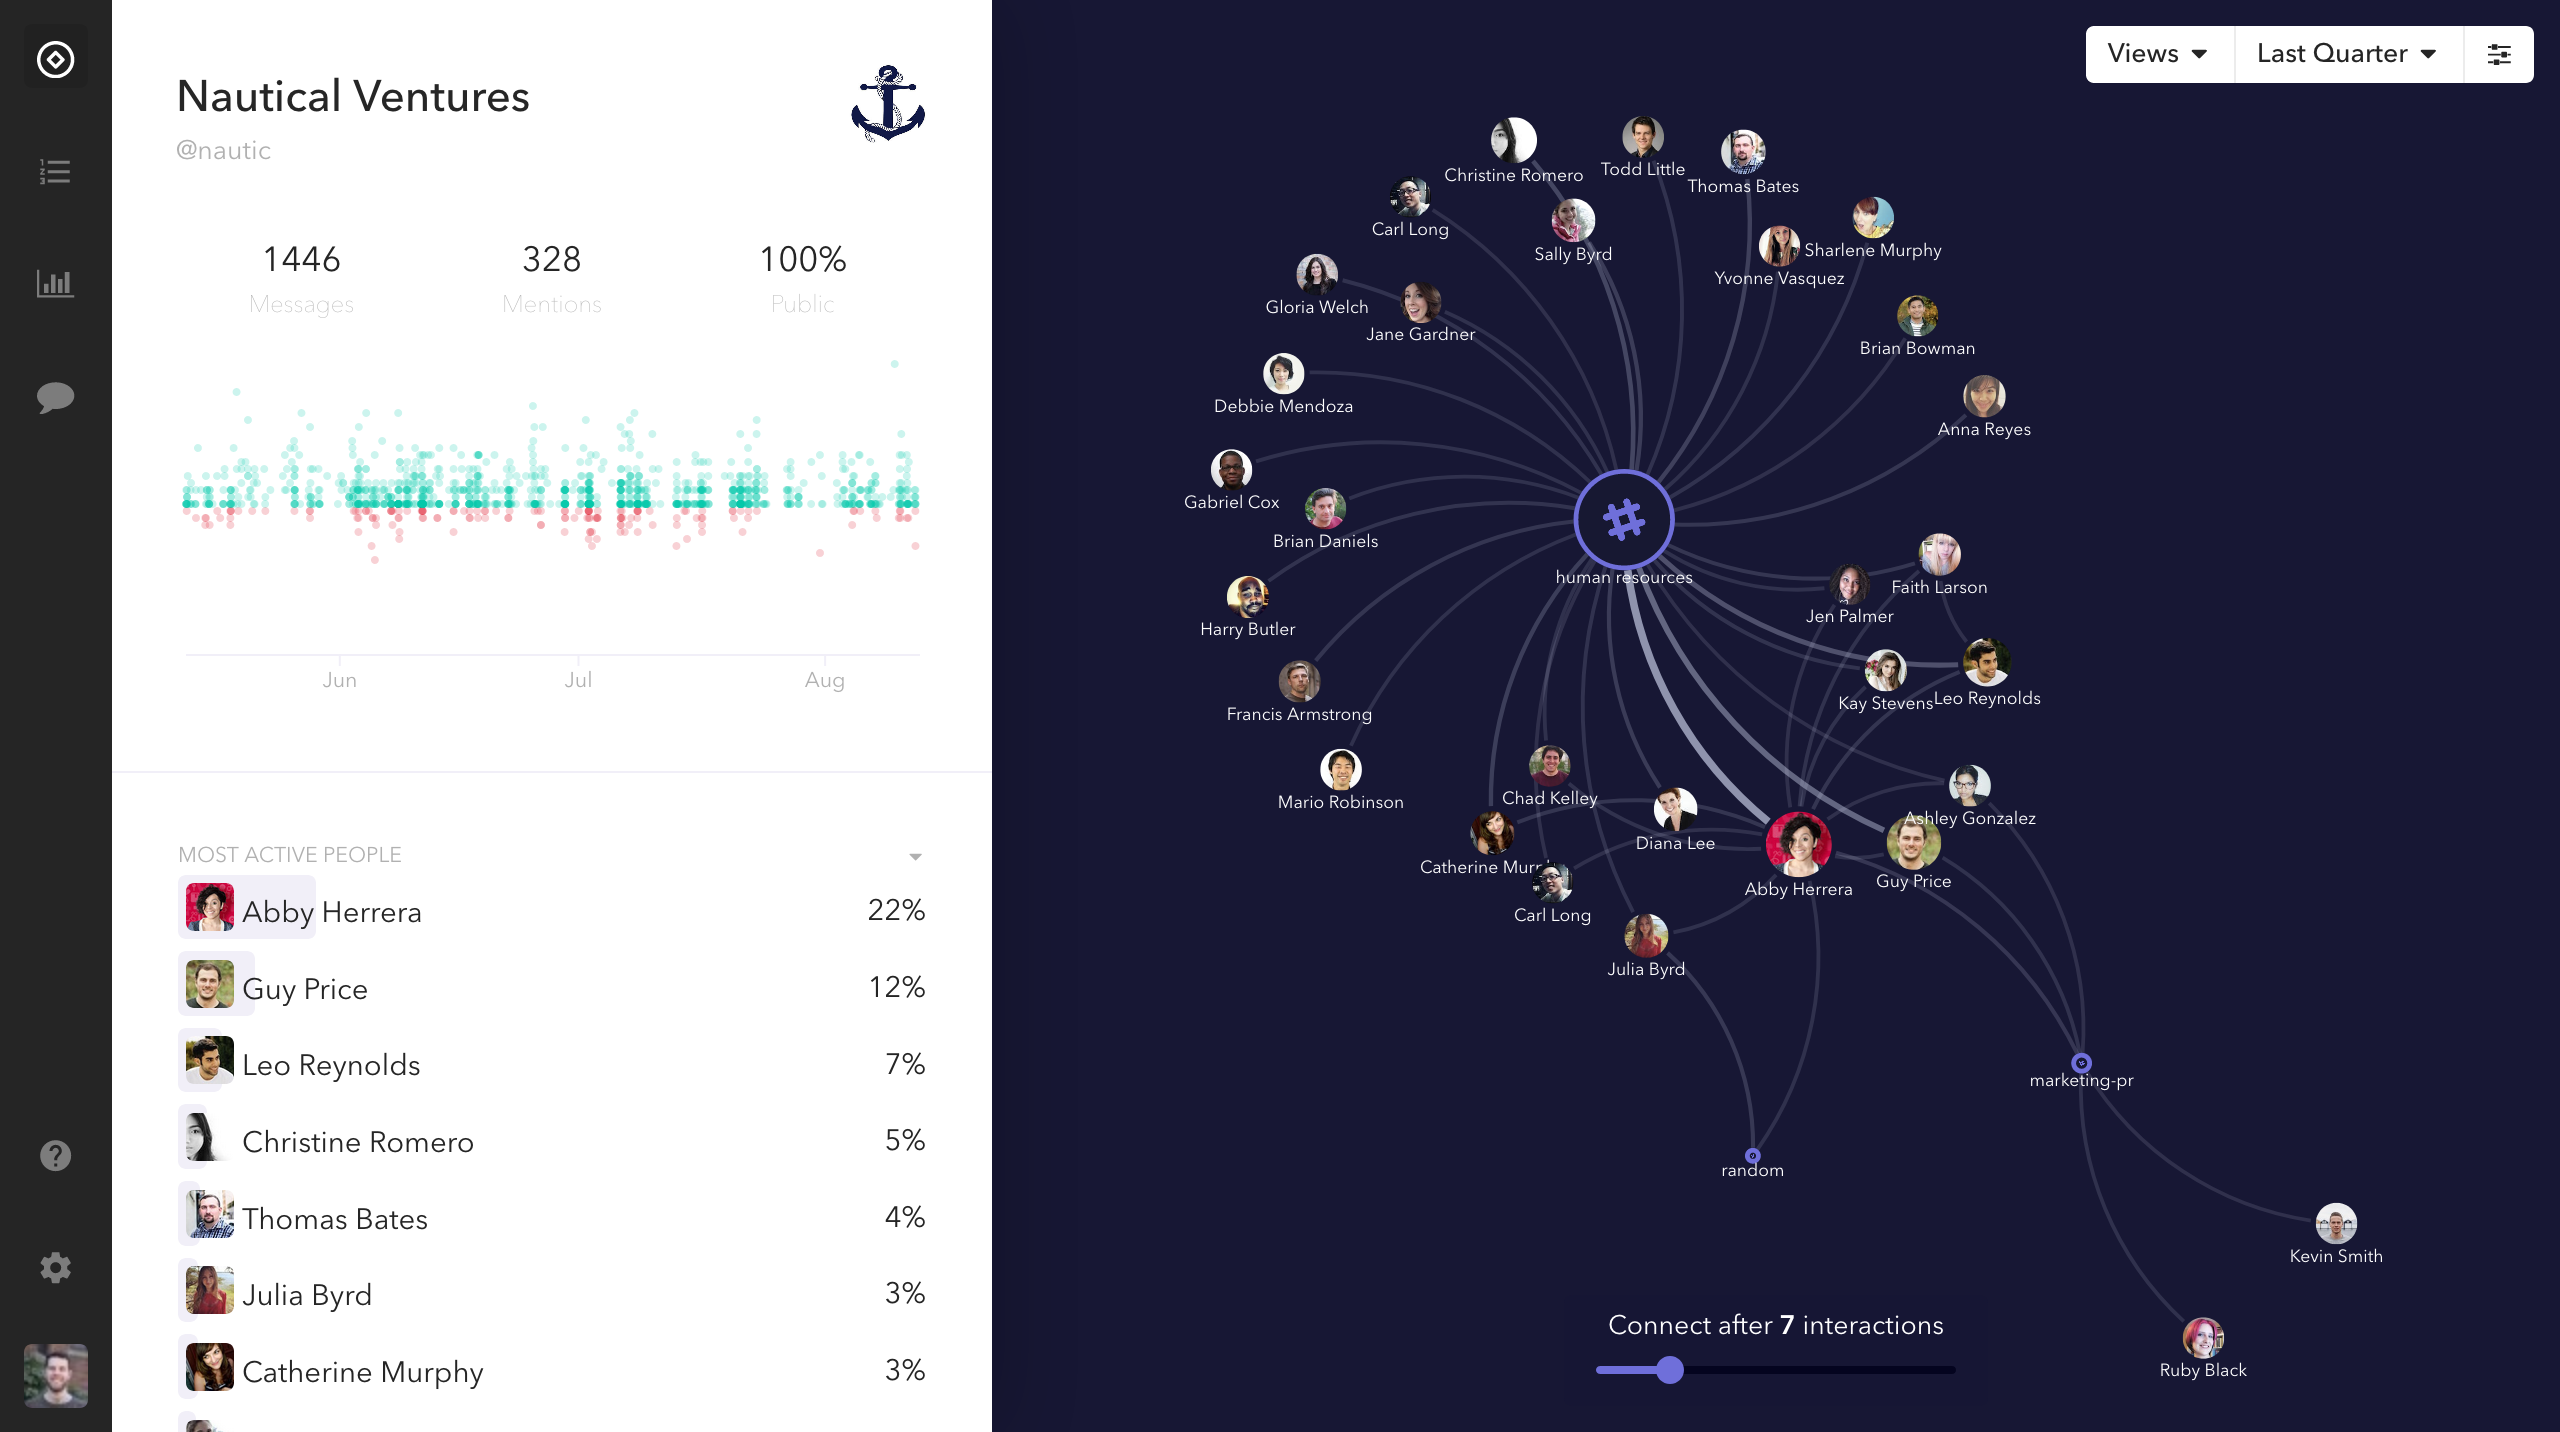 Nautical Ventures
@nautic
1446
Messages
328
Mentions
100%
Public
Jun
Jul
Aug
MOST ACTIVE PEOPLE
Abby Herrera 22%
Guy Price 12%
Leo Reynolds 7%
Christine Romero 5%
Thomas Bates 4%
Julia Byrd 3%
Catherine Murphy 3%
Views
Last Quarter
Christine Romero
Todd Little
Thomas Bates
Carl Long
Sally Byrd
Sharlene Murphy
Yvonne Vasquez
Gloria Welch
Jane Gardner
Brian Bowman
Debbie Mendoza
Anna Reyes
Gabriel Cox
Brian Daniels
human resources
Faith Larson
Jen Palmer
Harry Butler
Kay Stevens
Leo Reynolds
Francis Armstrong
Mario Robinson
Chad Kelley
Ashley Gonzalez
Diana Lee
Catherine Mur
Abby Herrera
Guy Price
Carl Long
Julia Byrd
marketing-pr
random
Kevin Smith
Ruby Black
Connect after 7 interactions